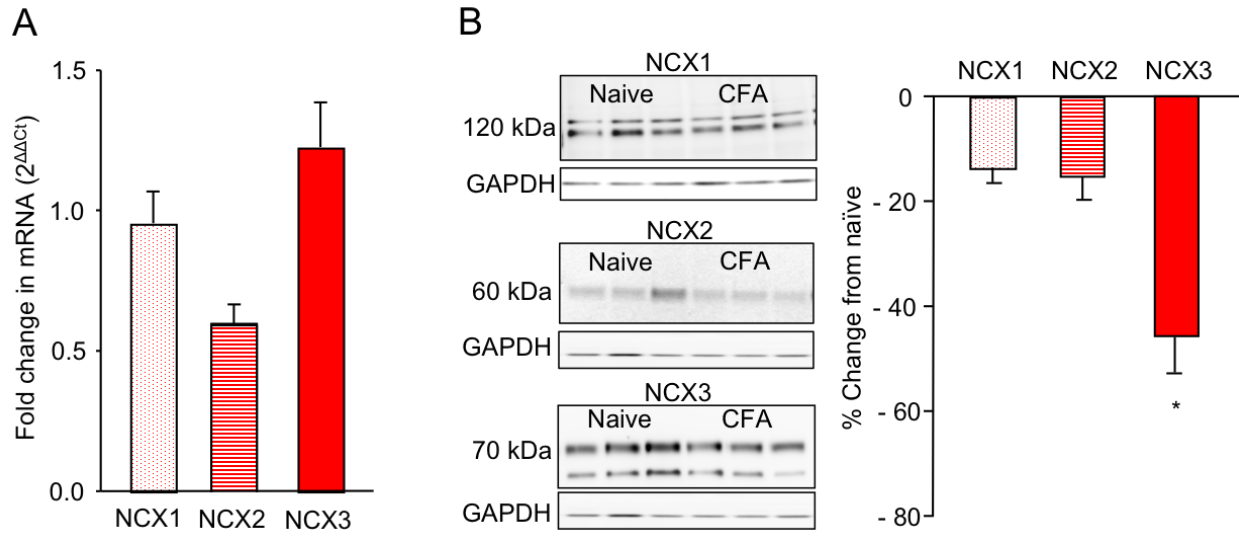 A
Fold change in mRNA (2ΔΔCt)
1.5
1.0
0.5
0.0
NCX1 NCX2 NCX3
B
NCX1
Naive CFA
120 kDa
GAPDH
NCX2
Naive CFA
60 kDa
GAPDH
NCX3
Naive CFA
70 kDa
GAPDH
NCX1 NCX2 NCX3
% Change from naïve
0
- 20
- 40
- 60
- 80
*